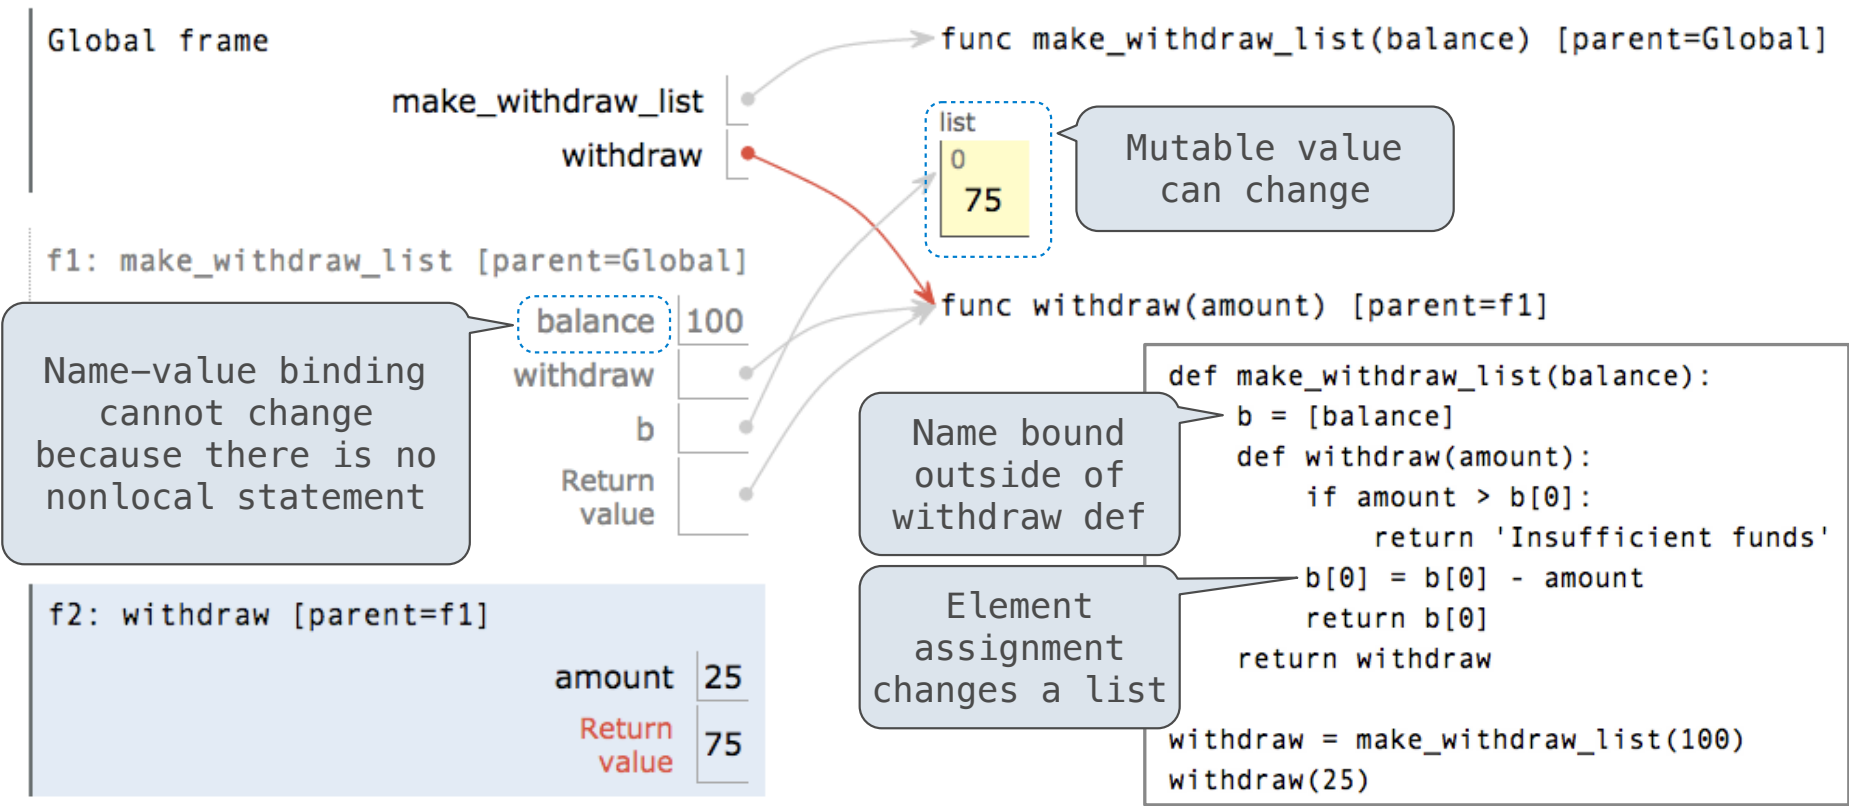 Global frame
make_withdraw_list
withdraw
func make_withdraw_list(balance) [parent=Global]
list
0
75
Mutable value
can change
f1: make_withdraw_list [parent=Global]
balance 100
withdraw
b
Return
value
func withdraw(amount) [parent=f1]
Name-value binding
cannot change
because there is no
nonlocal statement
f2: withdraw [parent=f1]
amount 25
Return
value 75
Name bound
outside of
withdraw def
Element
assignment
changes a list
def make_withdraw_list(balance):
    b = [balance]
    def withdraw(amount):
        if amount > b[0]:
            return 'Insufficient funds'
        b[0] = b[0] - amount
        return b[0]
    return withdraw
withdraw = make_withdraw_list(100)
withdraw(25)